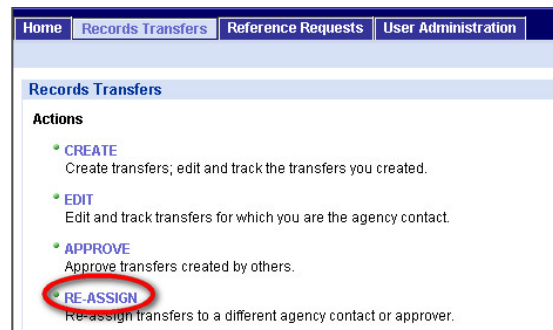 Home Records Transfers Reference Requests User Administration
Records Transfers
Actions
CREATE
Create transfers; edit and track the transfers you created.
EDIT
Edit and track transfers for which you are the agency contact.
APPROVE
Approve transfers created by others.
RE-ASSIGN
Re-assign transfers to a different agency contact or approver.